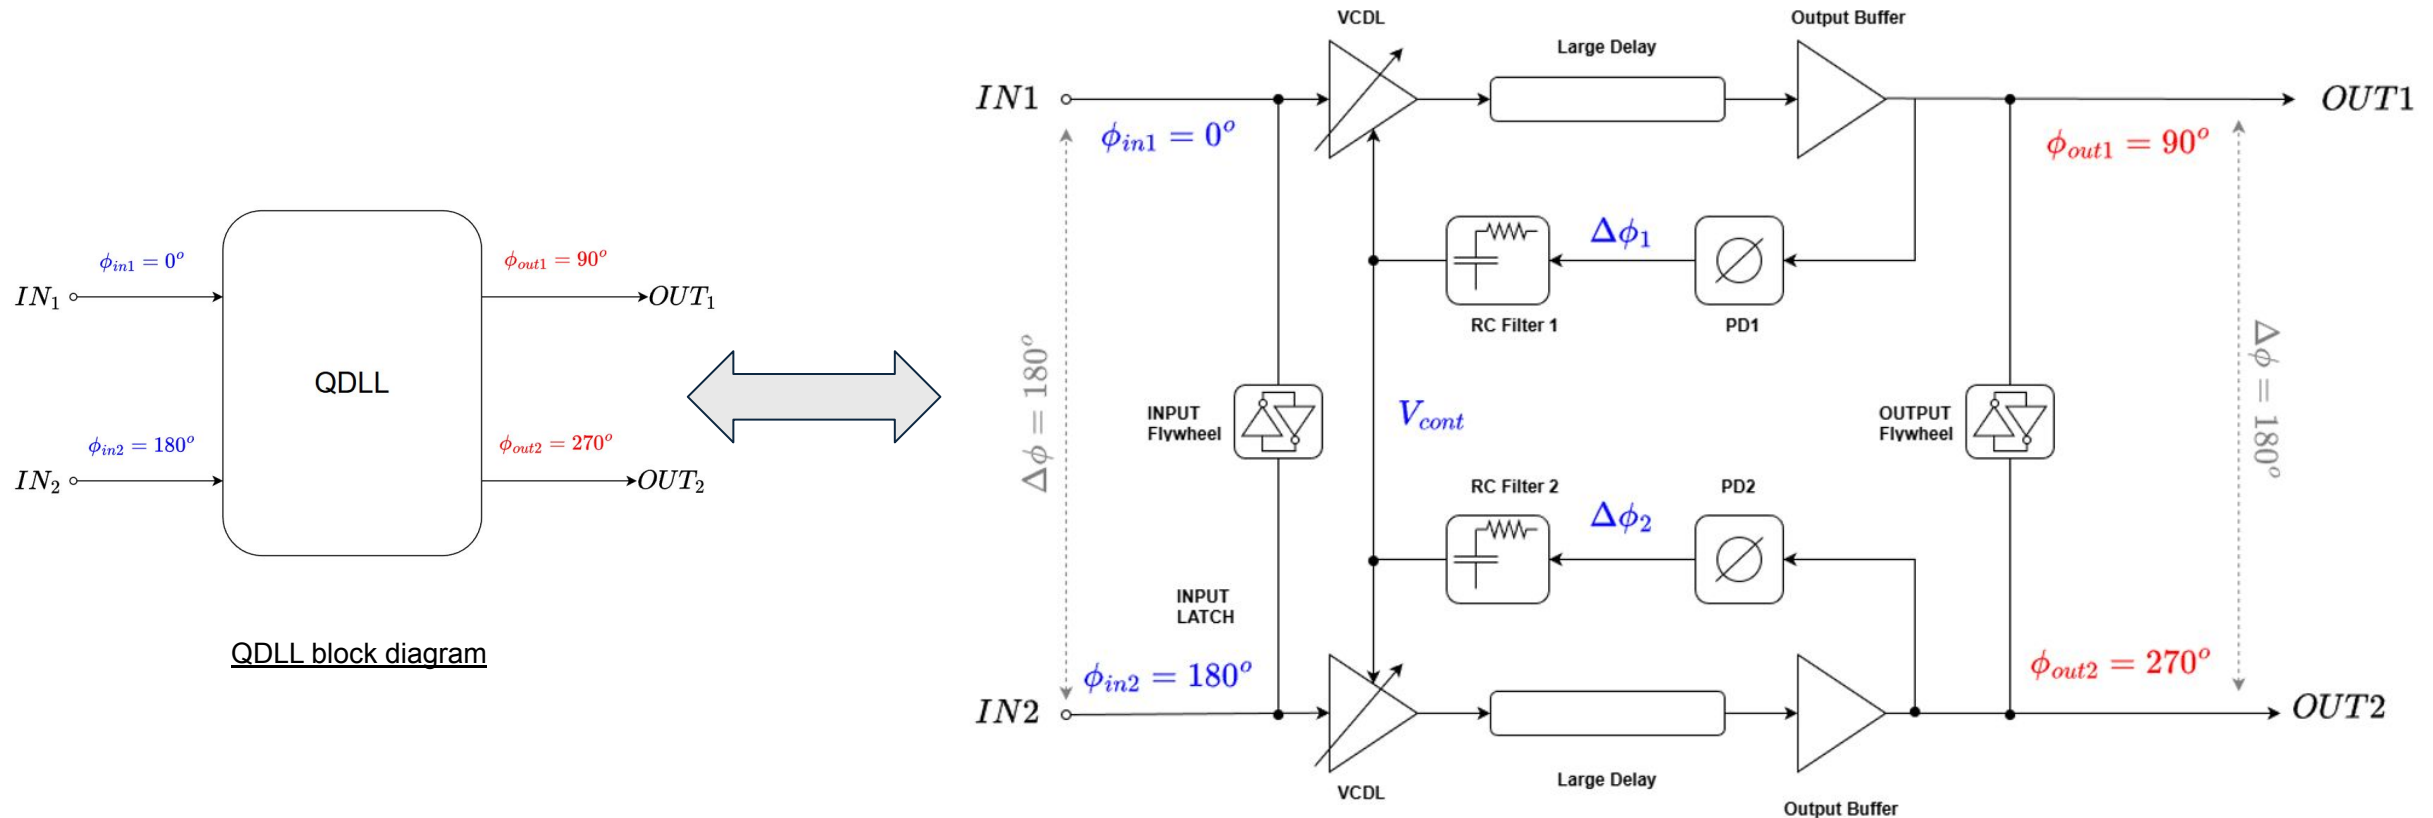 ϕin1 = 0°
ϕout1 = 90°
IN1
OUT1
QDLL
ϕin2 = 180°
ϕout2 = 270°
IN2
OUT2
QDLL block diagram
VCDL
Output Buffer
Large Delay
IN1
OUT1
ϕin1 = 0°
ϕout1 = 90°
Δϕ1
RC Filter 1
PD1
Δϕ = 180°
INPUT
Flywheel
Vcont
OUTPUT
Flywheel
Δϕ = 180°
RC Filter 2
PD2
Δϕ2
INPUT
LATCH
ϕin2 = 180°
ϕout2 = 270°
IN2
OUT2
Large Delay
VCDL
Output Buffer